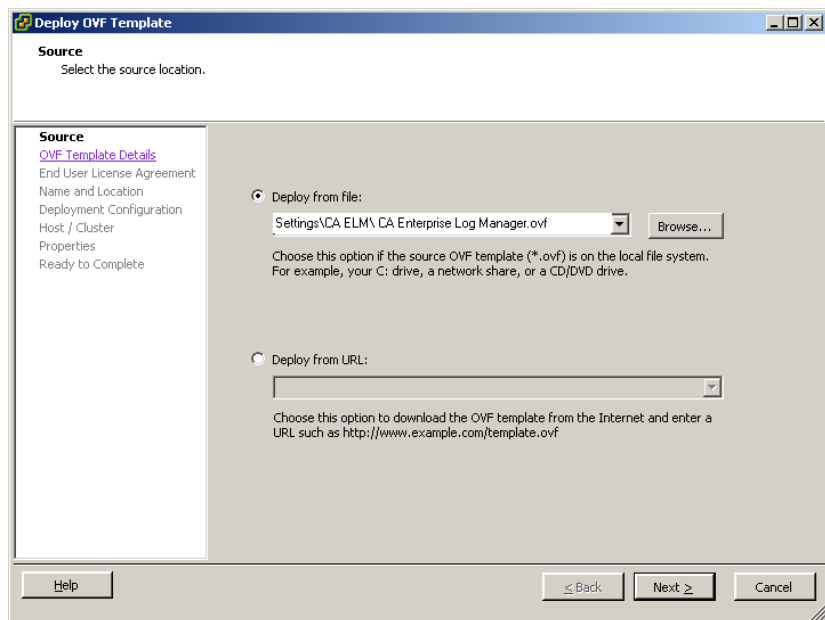 Deploy OVF Template
Source
Select the source location.
Source
OVF Template Details
End User License Agreement
Name and Location
Deployment Configuration
Host / Cluster
Properties
Ready to Complete
Deploy from file:
Settings\CA ELM\ CA Enterprise Log Manager.ovf
Browse...
Choose this option if the source OVF template (*.ovf) is on the local file system.
For example, your C: drive, a network share, or a CD/DVD drive.
Deploy from URL:
Choose this option to download the OVF template from the Internet and enter a
URL such as http://www.example.com/template.ovf
Help
< Back
Next >
Cancel